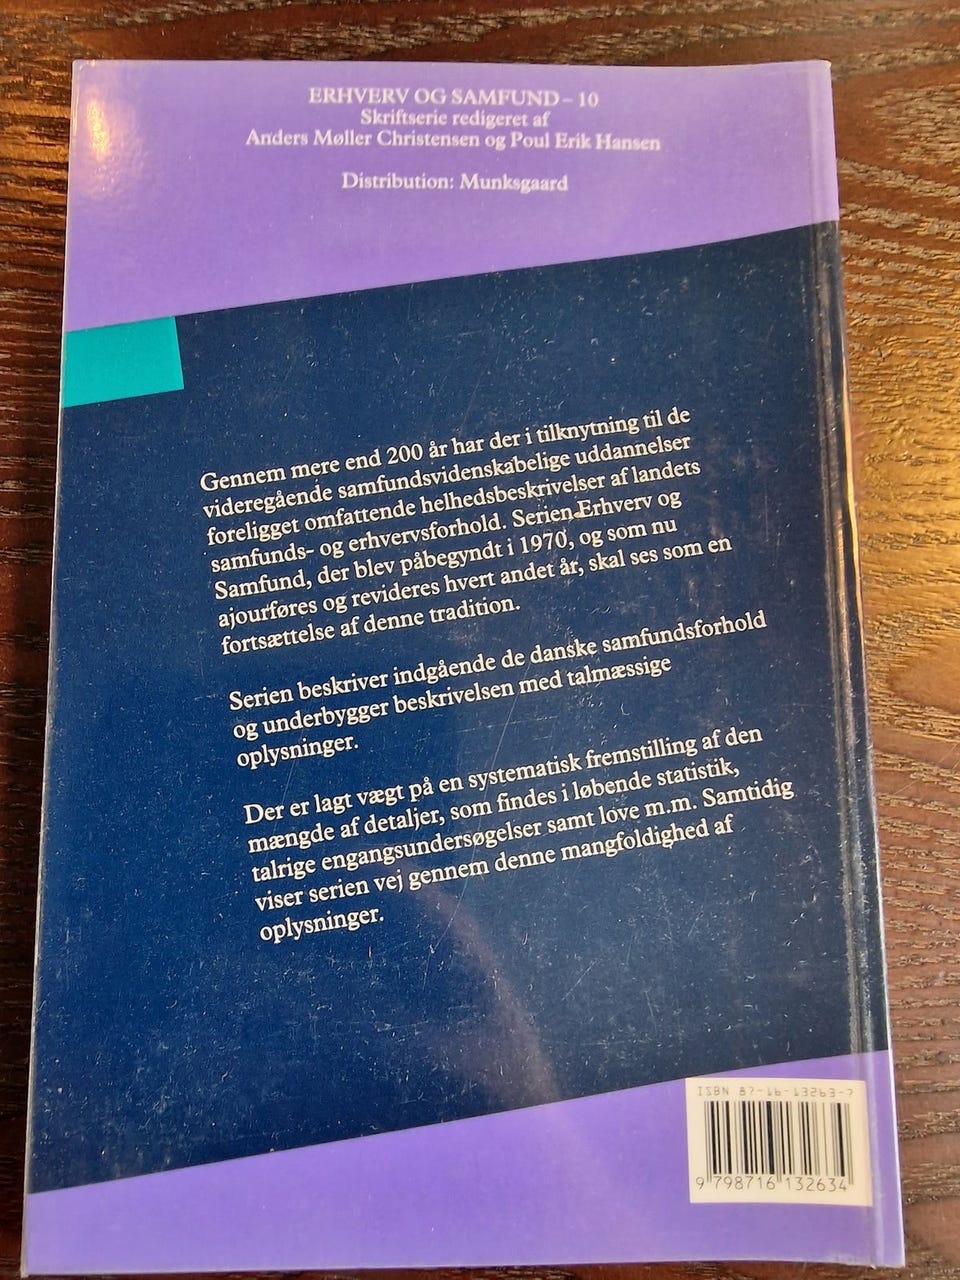 ERHVERV OG SAMFUND – 10
Skriftserie redigeret af
Anders Møller Christensen og Poul Erik Hansen
Distribution: Munksgaard
Gennem mere end 200 år har der i tilknytning til de
videregående samfundsvidenskabelige uddannelser
foreligget omfattende helhedsbeskrivelser af landets
samfunds- og erhvervsforhold. Serien Erhverv og
Samfund, der blev påbegyndt i 1970, og som nu
ajourføres og revideres hvert andet år, skal ses som en
fortsættelse af denne tradition.
Serien beskriver indgående de danske samfundsforhold
og underbygger beskrivelsen med talmæssige
oplysninger.
Der er lagt vægt på en systematisk fremstilling af den
mængde af detaljer, som findes i løbende statistik,
talrige engangsundersøgelser samt love m.m. Samtidig
viser serien vej gennem denne mangfoldighed af
oplysninger.
ISBN 87-16-13263-7
9 798716 132634